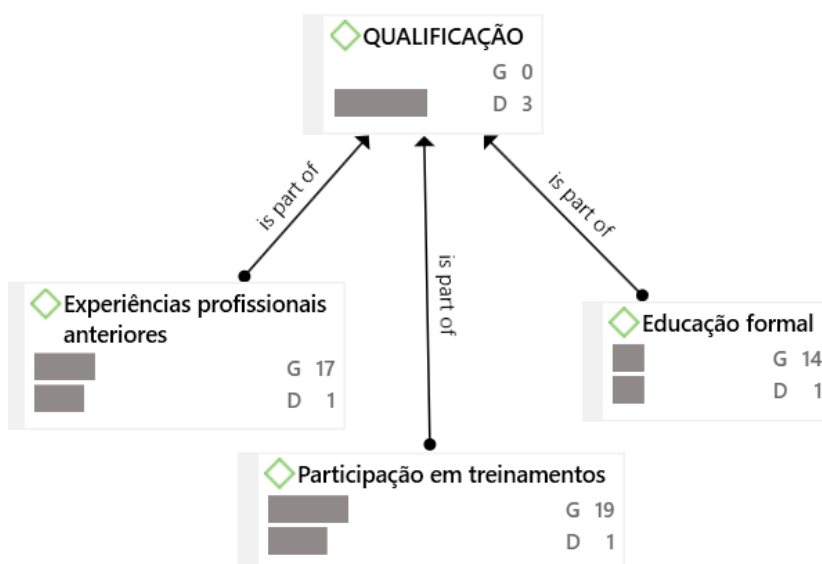 QUALIFICAÇÃO
G 0
D 3
is part of
is part of
is part of
Experiências profissionais
anteriores
G 17
D 1
Educação formal
G 14
D 1
Participação em treinamentos
G 19
D 1